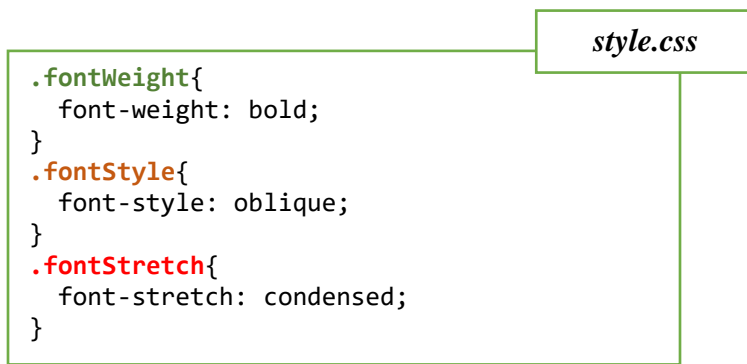 style.css
.fontWeight{
  font-weight: bold;
}
.fontStyle{
  font-style: oblique;
}
.fontStretch{
  font-stretch: condensed;
}